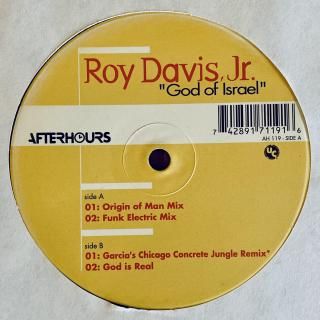 Roy Davis, Jr.
"God of Israel"
7 42891 71191 6
AFTERHOURS
AH 119 - SIDE A
side A
01: Origin of Man Mix
02: Funk Electric Mix
side B
01: Garcia's Chicago Concrete Jungle Remix*
02: God is Real